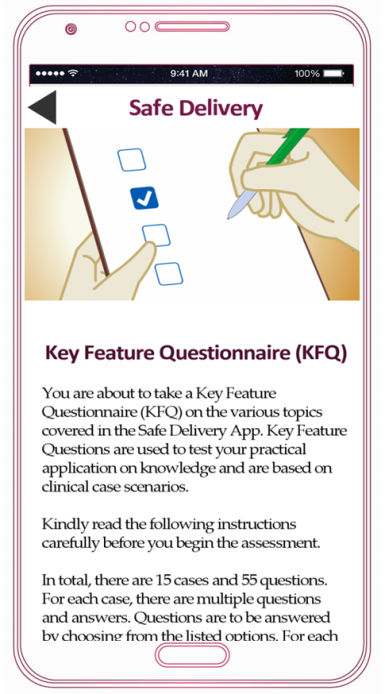 9:41 AM 100%
Safe Delivery
Key Feature Questionnaire (KFQ)
You are about to take a Key Feature
Questionnaire (KFQ) on the various topics
covered in the Safe Delivery App. Key Feature
Questions are used to test your practical
application on knowledge and are based on
clinical case scenarios.
Kindly read the following instructions
carefully before you begin the assessment.
In total, there are 15 cases and 55 questions.
For each case, there are multiple questions
and answers. Questions are to be answered
by choosing from the listed options. For each